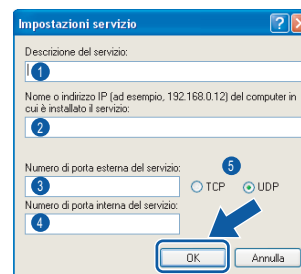 Impostazioni servizio
Descrizione del servizio:
1
Nome o indirizzo IP (ad esempio, 192.168.0.12) del computer in
cui è installato il servizio:
2
Numero di porta esterna del servizio:
5
3
TCP
UDP
Numero di porta interna del servizio:
4
OK
Annulla